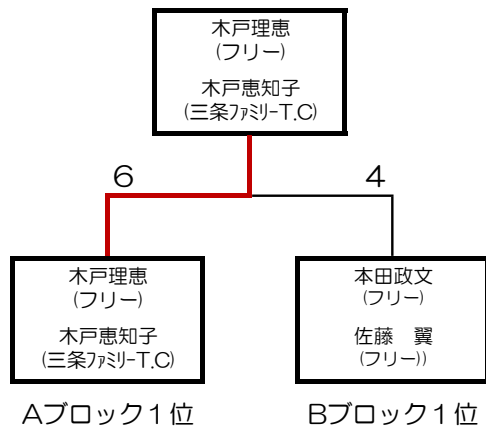 木戸理恵
(フリー)
木戸恵知子
(三条ﾌｧﾐﾘｰT.C)
6
4
木戸理恵
(フリー)
木戸恵知子
(三条ﾌｧﾐﾘｰT.C)
本田政文
(フリー)
佐藤　翼
(フリー))
Aブロック１位
Bブロック１位